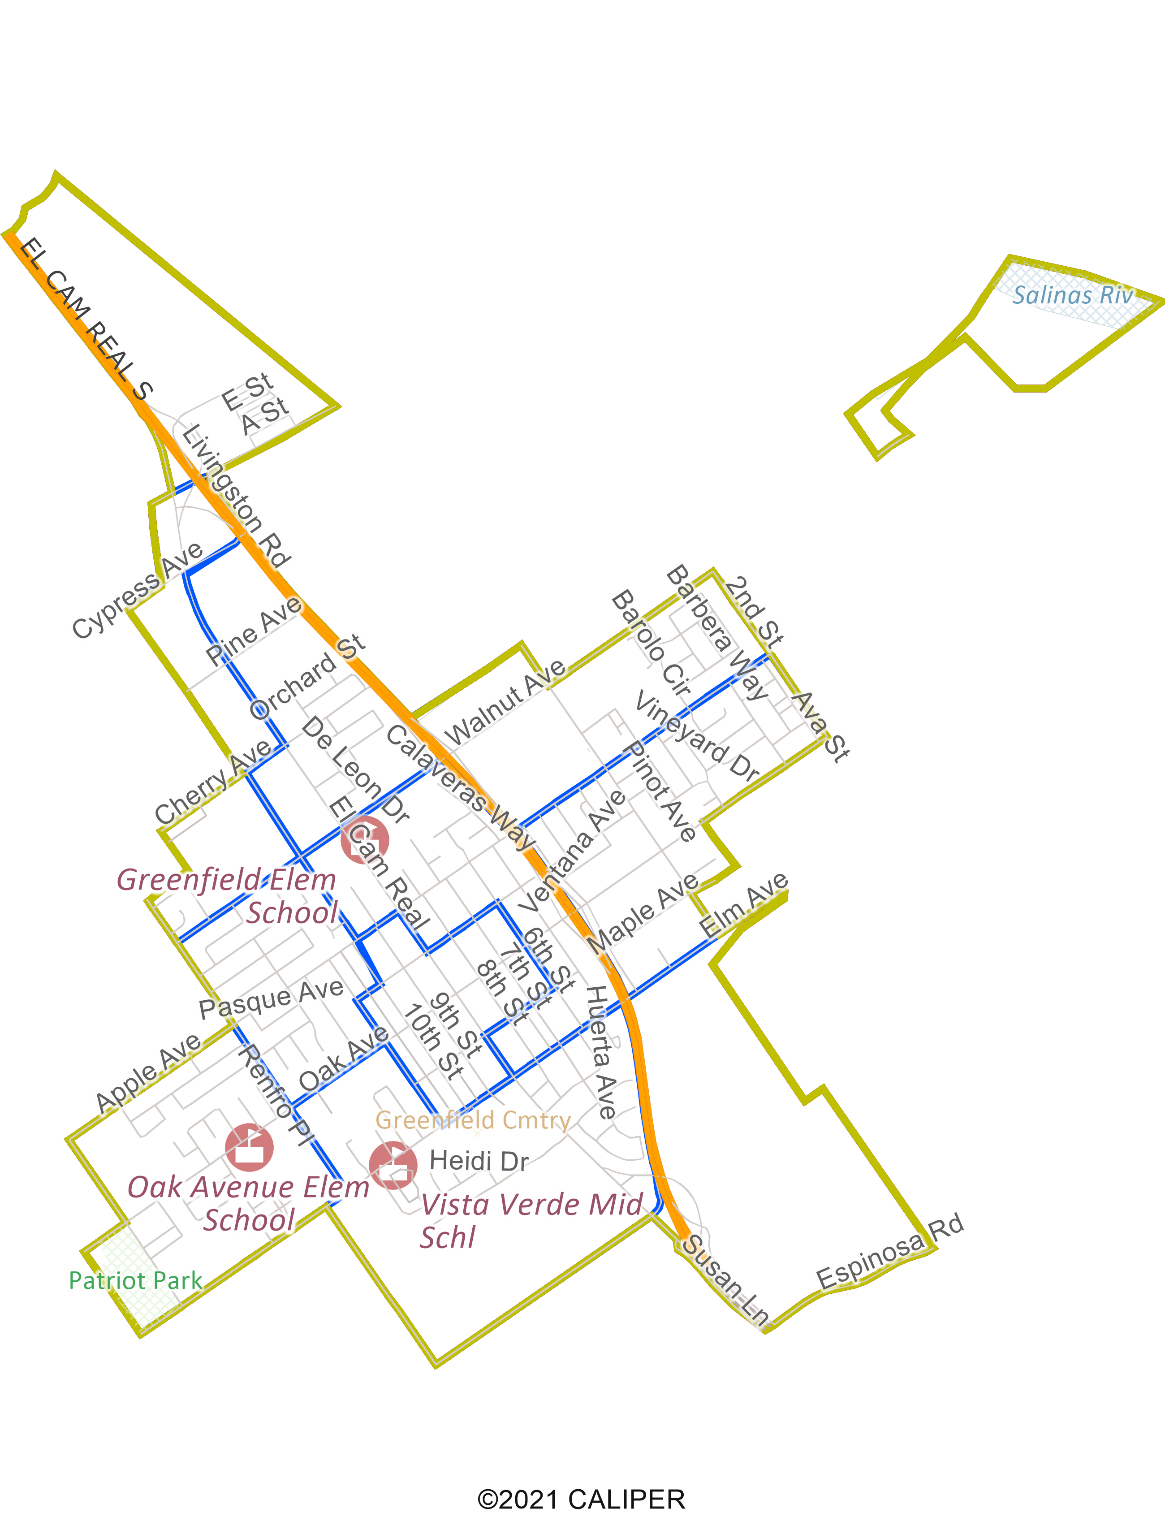 EL CAM REAL S
Salinas Riv
E St
A St
Livingston Rd
Cypress Ave
Pine Ave
Orchard St
Barolo Cir
Barbera Way
2nd St
Walnut Ave
Vineyard Dr
Ava St
De Leon Dr
Calaveras Way
Cherry Ave
Pinot Ave
El Cam Real
Ventana Ave
Greenfield Elem
School
Maple Ave
Elm Ave
6th St
7th St
8th St
9th St
10th St
Pasque Ave
Huerta Ave
Apple Ave
Renfro Pl
Oak Ave
Greenfield Cmtry
Heidi Dr
Oak Avenue Elem
School
Vista Verde Mid
Schl
Patriot Park
Susan Ln
Espinosa Rd
©2021 CALIPER